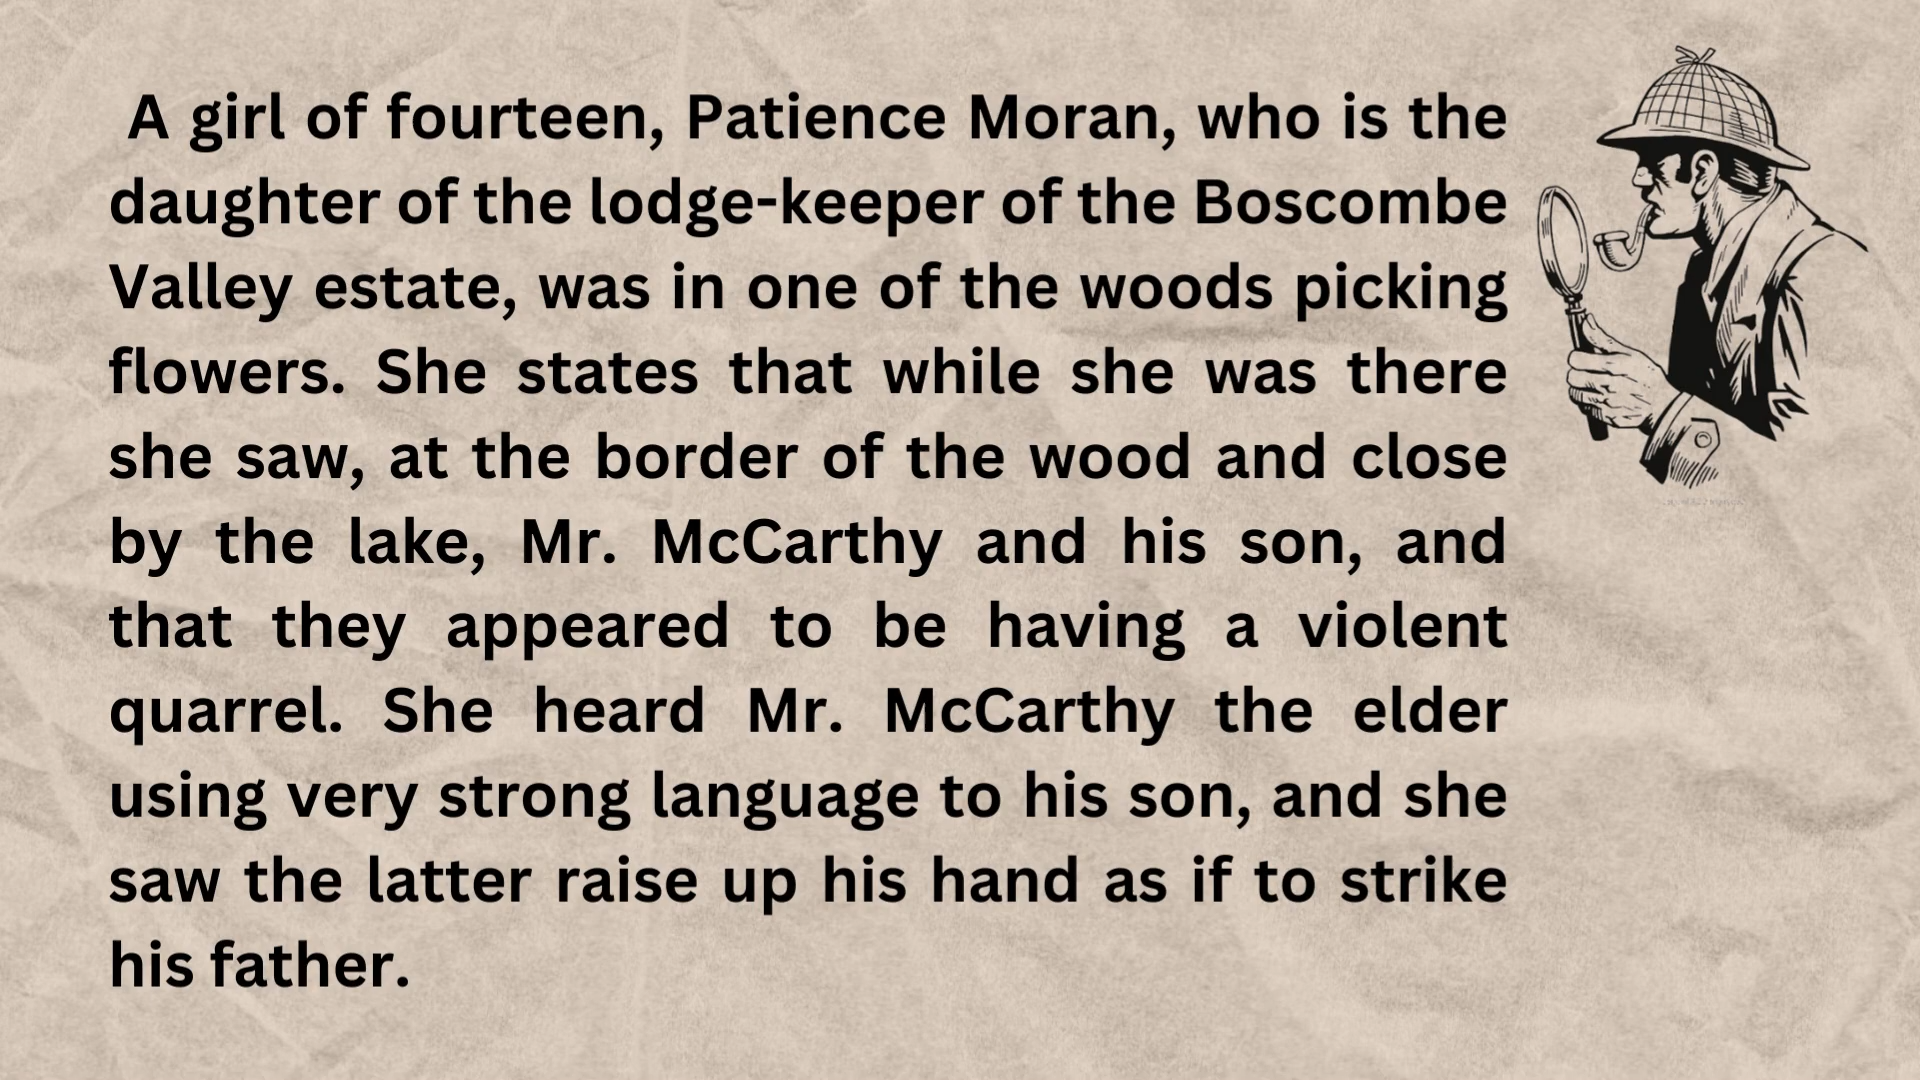 A girl of fourteen, Patience Moran, who is the
daughter of the lodge-keeper of the Boscombe
Valley estate, was in one of the woods picking
flowers. She states that while she was there
she saw, at the border of the wood and close
by the lake, Mr. McCarthy and his son, and
that they appeared to be having a violent
quarrel. She heard Mr. McCarthy the elder
using very strong language to his son, and she
saw the latter raise up his hand as if to strike
his father.